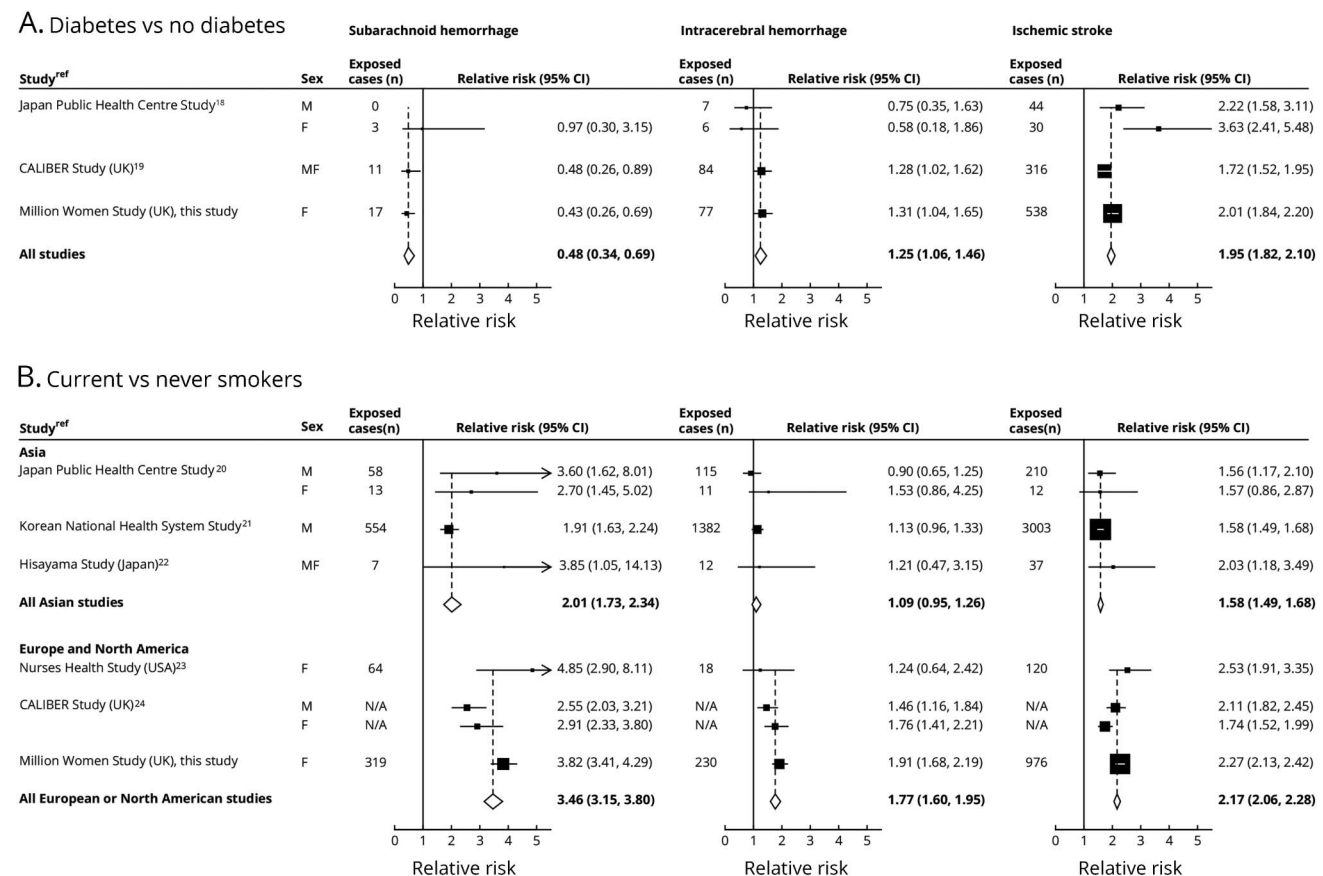 A. Diabetes vs no diabetes
Subarachnoid hemorrhage Intracerebral hemorrhage Ischemic stroke
Exposed Exposed Exposed
Studyref Sex cases (n) Relative risk (95% CI) cases (n) Relative risk (95% CI) cases (n) Relative risk (95% CI)
Japan Public Health Centre Study18 M 0 7 0.75 (0.35, 1.63) 44 2.22 (1.58, 3.11)
F 3 0.97 (0.30, 3.15) 6 0.58 (0.18, 1.86) 30 3.63 (2.41, 5.48)
CALIBER Study (UK)19 MF 11 0.48 (0.26, 0.89) 84 1.28 (1.02, 1.62) 316 1.72 (1.52, 1.95)
Million Women Study (UK), this study F 17 0.43 (0.26, 0.69) 77 1.31 (1.04, 1.65) 538 2.01 (1.84, 2.20)
All studies 0.48 (0.34, 0.69) 1.25 (1.06, 1.46) 1.95 (1.82, 2.10)
0 1 2 3 4 5 0 1 2 3 4 5 0 1 2 3 4 5
Relative risk Relative risk Relative risk
B. Current vs never smokers
Exposed Exposed Exposed
Studyref Sex cases(n) Relative risk (95% CI) cases (n) Relative risk (95% CI) cases(n) Relative risk (95% CI)
Asia
Japan Public Health Centre Study20 M 58 3.60 (1.62, 8.01) 115 0.90 (0.65, 1.25) 210 1.56 (1.17, 2.10)
F 13 2.70 (1.45, 5.02) 11 1.53 (0.86, 4.25) 12 1.57 (0.86, 2.87)
Korean National Health System Study21 M 554 1.91 (1.63, 2.24) 1382 1.13 (0.96, 1.33) 3003 1.58 (1.49, 1.68)
Hisayama Study (Japan)22 MF 7 3.85 (1.05, 14.13) 12 1.21 (0.47, 3.15) 37 2.03 (1.18, 3.49)
All Asian studies 2.01 (1.73, 2.34) 1.09 (0.95, 1.26) 1.58 (1.49, 1.68)
Europe and North America
Nurses Health Study (USA)23 F 64 4.85 (2.90, 8.11) 18 1.24 (0.64, 2.42) 120 2.53 (1.91, 3.35)
CALIBER Study (UK)24 M N/A 2.55 (2.03, 3.21) N/A 1.46 (1.16, 1.84) N/A 2.11 (1.82, 2.45)
F N/A 2.91 (2.33, 3.80) N/A 1.76 (1.41, 2.21) N/A 1.74 (1.52, 1.99)
Million Women Study (UK), this study F 319 3.82 (3.41, 4.29) 230 1.91 (1.68, 2.19) 976 2.27 (2.13, 2.42)
All European or North American studies 3.46 (3.15, 3.80) 1.77 (1.60, 1.95) 2.17 (2.06, 2.28)
0 1 2 3 4 5 0 1 2 3 4 5 0 1 2 3 4 5
Relative risk Relative risk Relative risk